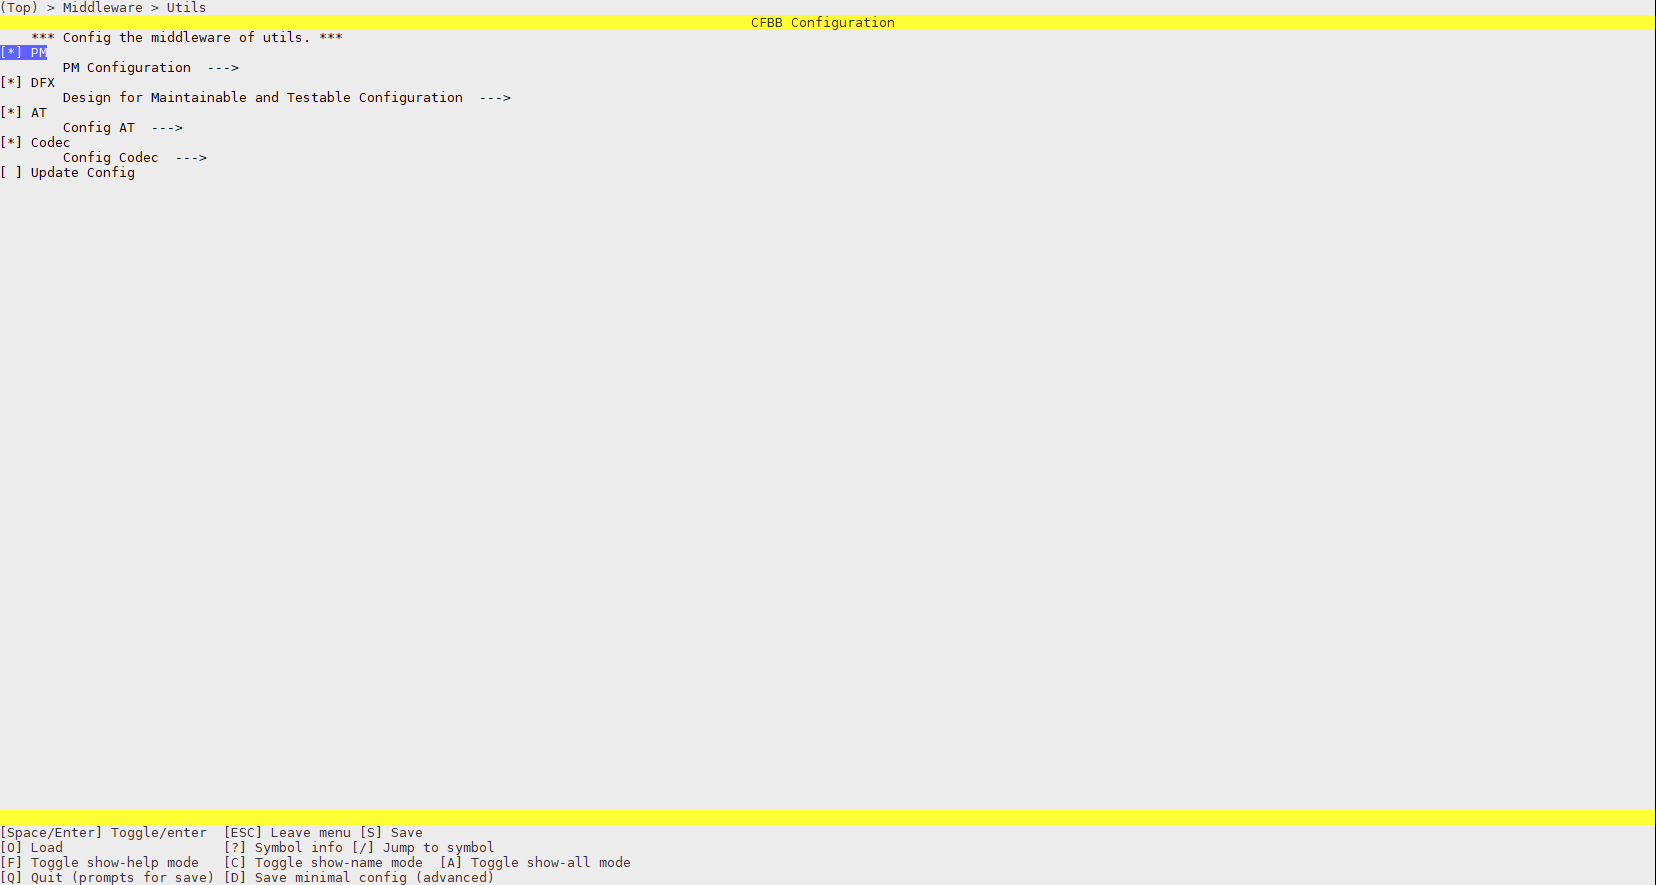 (Top) > Middleware > Utils
CFBB Configuration
*** Config the middleware of utils. ***
[*] PM
PM Configuration  --->
[*] DFX
Design for Maintainable and Testable Configuration  --->
[*] AT
Config AT  --->
[*] Codec
Config Codec  --->
[ ] Update Config
[Space/Enter] Toggle/enter  [ESC] Leave menu [S] Save
[O] Load                    [?] Symbol info [/] Jump to symbol
[F] Toggle show-help mode   [C] Toggle show-name mode  [A] Toggle show-all mode
[Q] Quit (prompts for save) [D] Save minimal config (advanced)